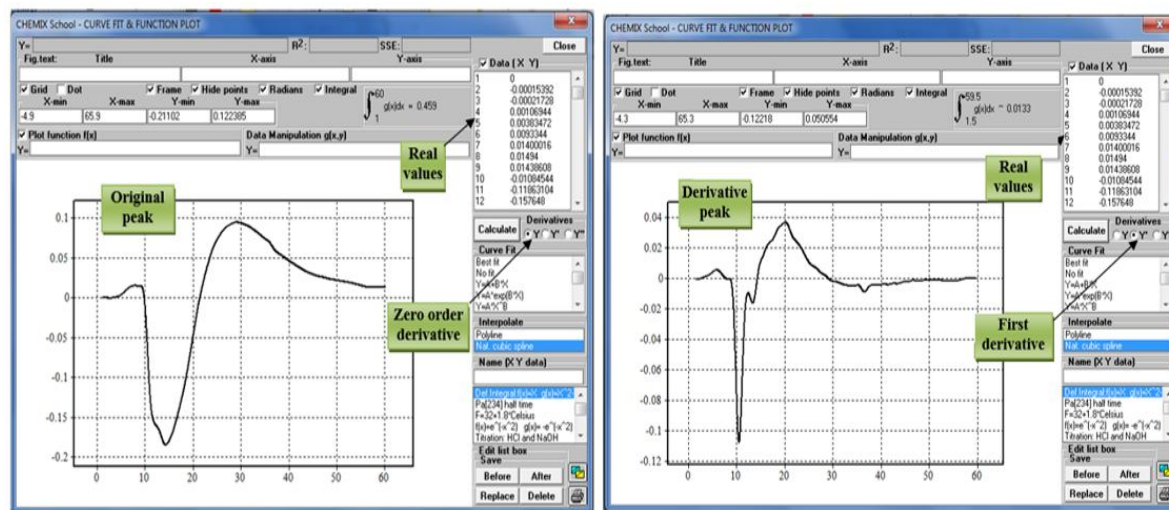 CHEMIX School - CURVE FIT & FUNCTION PLOT
Y= R²: SSE: Close
Fig.text: Title X-axis Y-axis
Data ( X Y)
1 0
2 -0.00015392
3 -0.00021728
4 0.00106944
5 0.00383472
6 0.0093344
7 0.01400016
8 0.01494
9 0.01438608
10 -0.01084544
11 -0.11863104
12 -0.157648
Grid Dot Frame Hide points Radians Integral
X-min X-max Y-min Y-max
-4.9 65.9 -0.21102 0.122385
60
∫ g(x)dx = 0.459
1
Plot function f(x) Data Manipulation g(x,y)
Y= Y=
Real
values
Original
peak
0.1
0.05
0
-0.05
-0.1
-0.15
-0.2
0 10 20 30 40 50 60
Zero order
derivative
Calculate Derivatives
Y Y' Y''
Curve Fit
Best fit
No fit
Y=A+B*X
Y=A*exp(B*X)
Y=A*X^B
Interpolate
Polyline
Nat. cubic spline
Name (X Y data)
Def.Integral f(x)=X g(x)=X^2-
Pa[234] half time
F=32+1.8*Celsius
f(x)=e^(-x^2) g(x)= -e^(-x^2)
Titration: HCl and NaOH
Edit list box
Save
Before After
Replace Delete
CHEMIX School - CURVE FIT & FUNCTION PLOT
Y= R²: SSE: Close
Fig.text: Title X-axis Y-axis
Data ( X Y)
1 0
2 -0.00015392
3 -0.00021728
4 0.00106944
5 0.00383472
6 0.0093344
7 0.01400016
8 0.01494
9 0.01438608
10 -0.01084544
11 -0.11863104
12 -0.157648
Grid Dot Frame Hide points Radians Integral
X-min X-max Y-min Y-max
-4.3 65.3 -0.12218 0.050554
59.5
∫ g(x)dx ~ 0.0133
1.5
Plot function f(x) Data Manipulation g(x,y)
Y= Y=
Real
values
Derivative
peak
0.04
0.02
0
-0.02
-0.04
-0.06
-0.08
-0.1
-0.12
0 10 20 30 40 50 60
First
derivative
Calculate Derivatives
Y Y' Y''
Curve Fit
Best fit
No fit
Y=A+B*X
Y=A*exp(B*X)
Y=A*X^B
Interpolate
Polyline
Nat. cubic spline
Name (X Y data)
Def.Integral f(x)=X g(x)=X^2-
Pa[234] half time
F=32+1.8*Celsius
f(x)=e^(-x^2) g(x)= -e^(-x^2)
Titration: HCl and NaOH
Edit list box
Save
Before After
Replace Delete